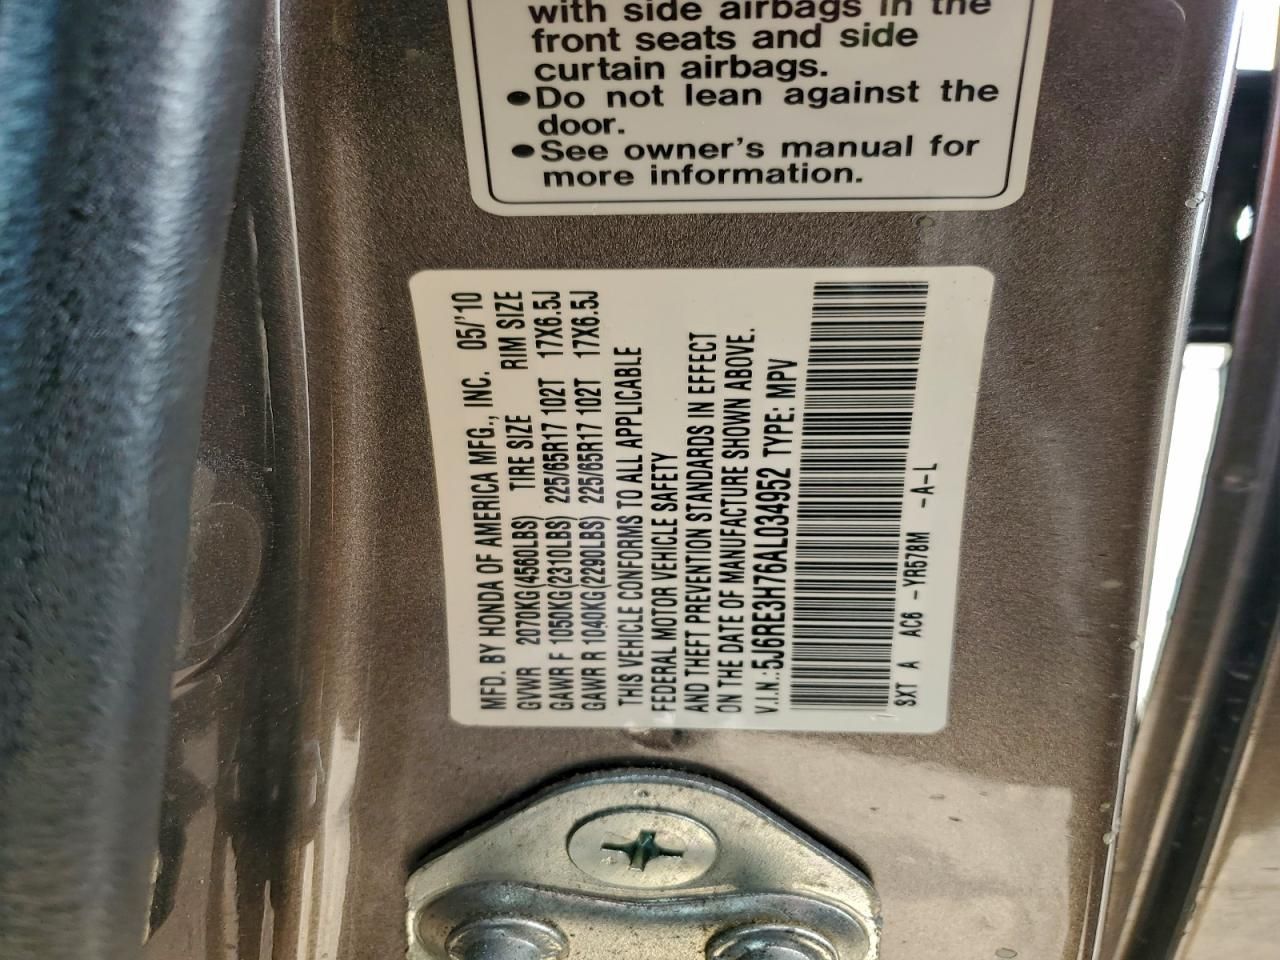 with side airbags in the
front seats and side
curtain airbags.
●Do not lean against the
door.
●See owner's manual for
more information.
MFD. BY HONDA OF AMERICA MFG., INC. 05/'10
GVWR 2070KG(4560LBS) TIRE SIZE RIM SIZE
GAWR F 1050KG(2310LBS) 225/65R17 102T 17X6.5J
GAWR R 1040KG(2290LBS) 225/65R17 102T 17X6.5J
THIS VEHICLE CONFORMS TO ALL APPLICABLE
FEDERAL MOTOR VEHICLE SAFETY
AND THEFT PREVENTION STANDARDS IN EFFECT
ON THE DATE OF MANUFACTURE SHOWN ABOVE.
V.I.N.:5J6RE3H76AL034952 TYPE: MPV
SXT A AC6 -YR578M -A-L